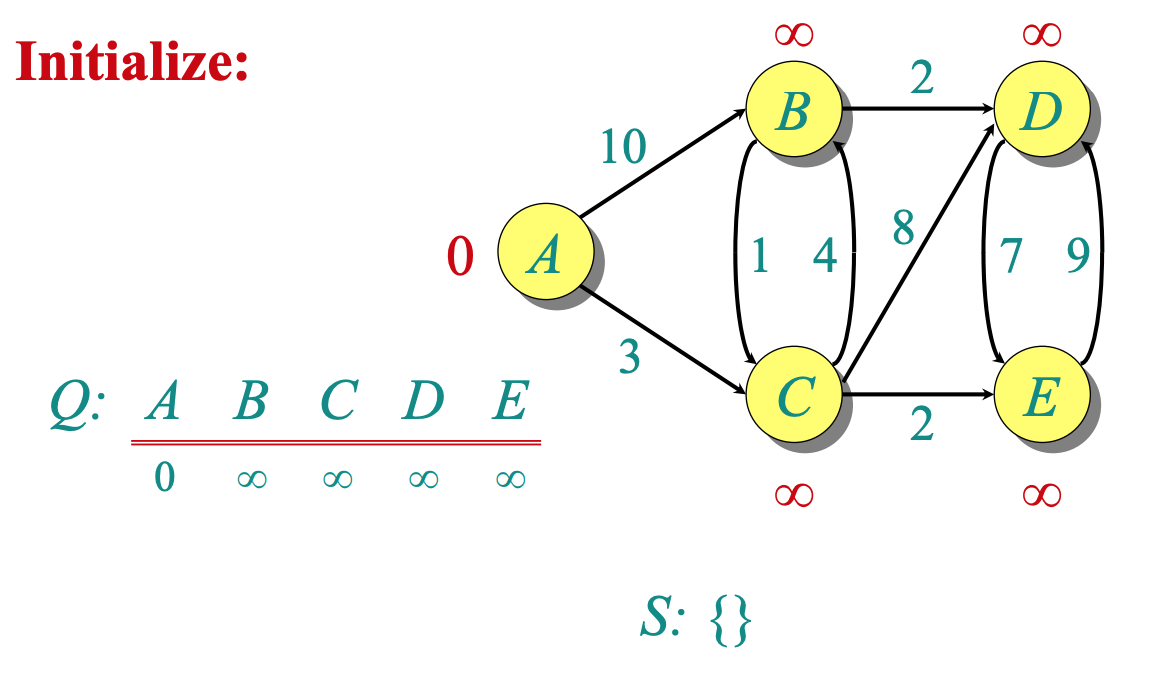 Initialize:
∞ ∞
B 2 D
10
A
0
1 4 8 7 9
3
C 2 E
∞ ∞
Q: A B C D E
0 ∞ ∞ ∞ ∞
S: {}